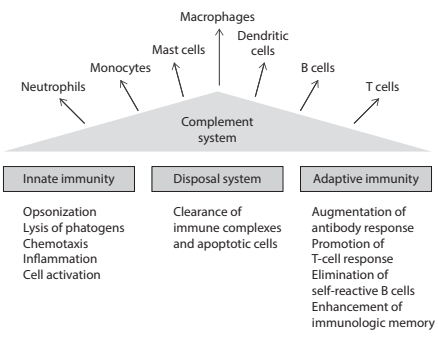 Macrophages
Mast cells
Dendritic
cells
Monocytes
B cells
Neutrophils
T cells
Complement
system
Innate immunity
Disposal system
Adaptive immunity
Opsonization
Lysis of phatogens
Chemotaxis
Inflammation
Cell activation
Clearance of
immune complexes
and apoptotic cells
Augmentation of
antibody response
Promotion of
T-cell response
Elimination of
self-reactive B cells
Enhancement of
immunologic memory